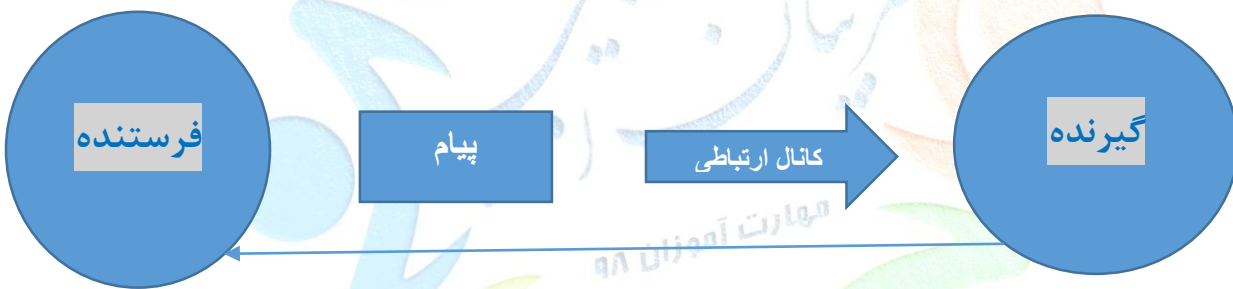 فرستنده
پیام
کانال ارتباطی
گیرنده
مهارت آموزان ۹۸